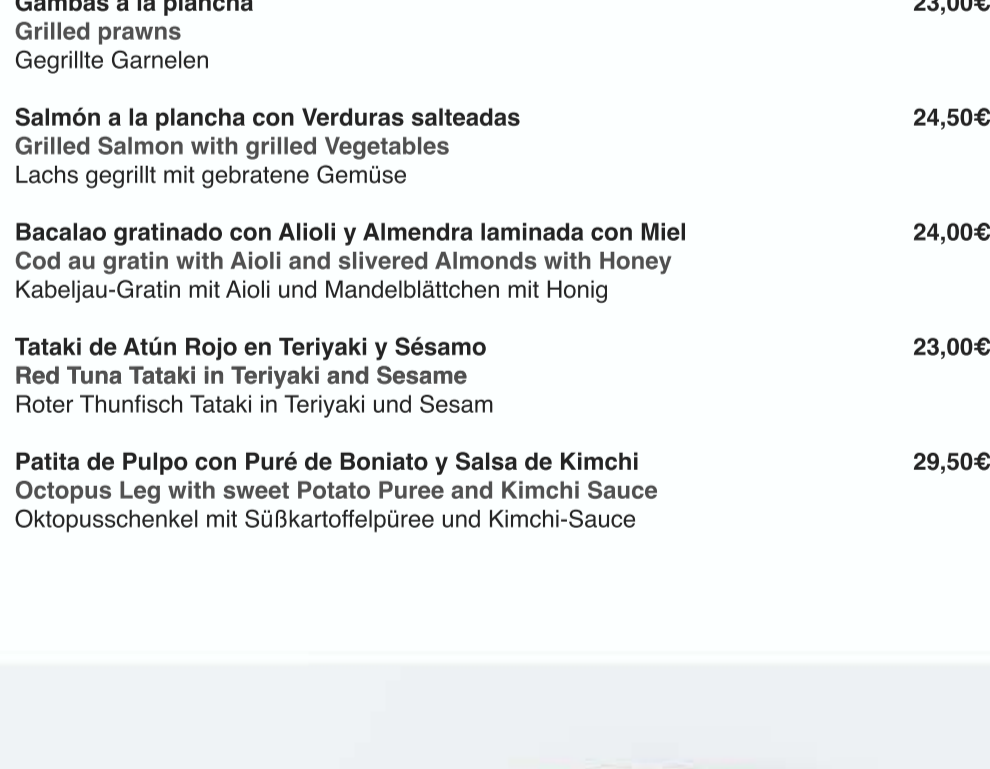 Gambas a la plancha 23,00€
Grilled prawns
Gegrillte Garnelen
Salmón a la plancha con Verduras salteadas 24,50€
Grilled Salmon with grilled Vegetables
Lachs gegrillt mit gebratene Gemüse
Bacalao gratinado con Alioli y Almendra laminada con Miel 24,00€
Cod au gratin with Aioli and slivered Almonds with Honey
Kabeljau-Gratin mit Aioli und Mandelblättchen mit Honig
Tataki de Atún Rojo en Teriyaki y Sésamo 23,00€
Red Tuna Tataki in Teriyaki and Sesame
Roter Thunfisch Tataki in Teriyaki und Sesam
Patita de Pulpo con Puré de Boniato y Salsa de Kimchi 29,50€
Octopus Leg with sweet Potato Puree and Kimchi Sauce
Oktopusschenkel mit Süßkartoffelpüree und Kimchi-Sauce